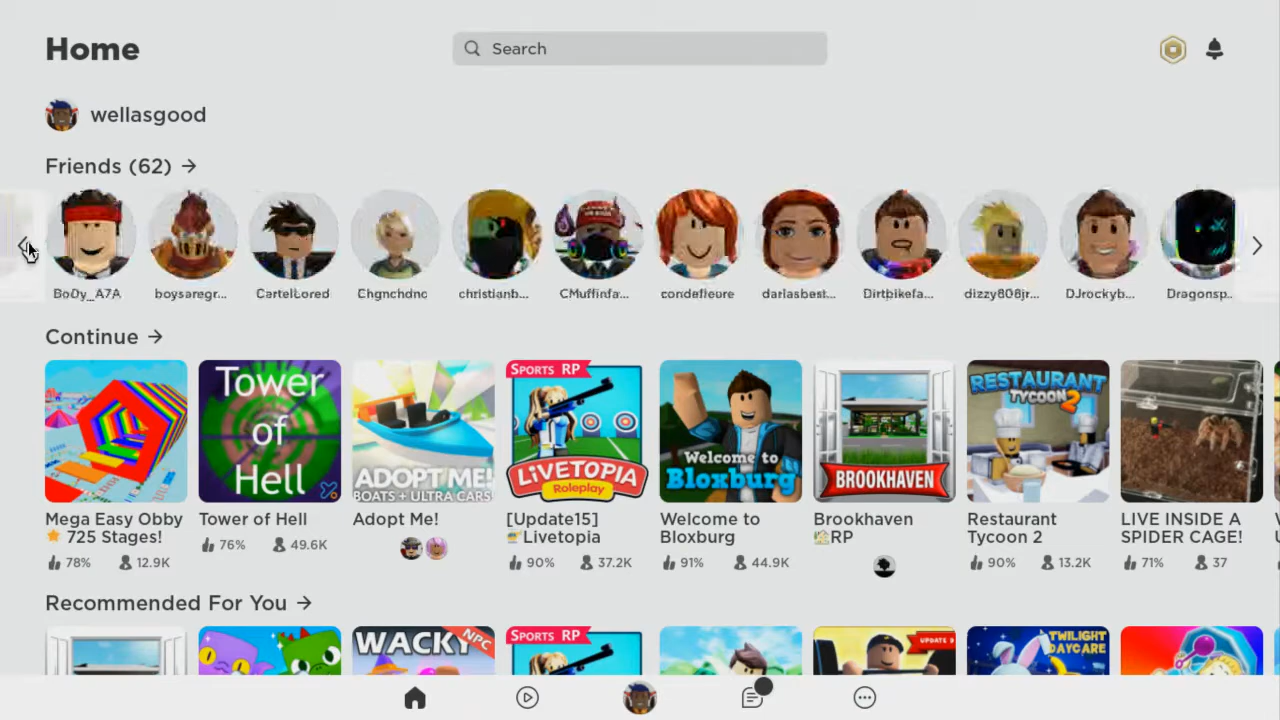 Home
Search
wellasgood
Friends (62)
BoDy_A7A
boysaregr...
CartelLored
Chgnchdnc
christianb...
CMuffinfa...
condefleure
dariasbest...
Dirtbikefa...
dizzy808jr...
DJrockyb...
Dragonsp..
Continue
Tower
of
Hell
ADOPT ME!
BOATS + ULTRA CARS
SPORTS RP
LiVETOPiA
Roleplay
Welcome to
Bloxburg
BROOKHAVEN
RESTAURANT
TYCOON 2
Mega Easy Obby
725 Stages!
78% 12.9K
Tower of Hell
76% 49.6K
Adopt Me!
[Update15]
Livetopia
90% 37.2K
Welcome to
Bloxburg
91% 44.9K
Brookhaven
RP
Restaurant
Tycoon 2
90% 13.2K
LIVE INSIDE A
SPIDER CAGE!
71% 37
Recommended For You
WACKY
NPC
SPORTS RP
UPDATE
TWILIGHT
DAYCARE